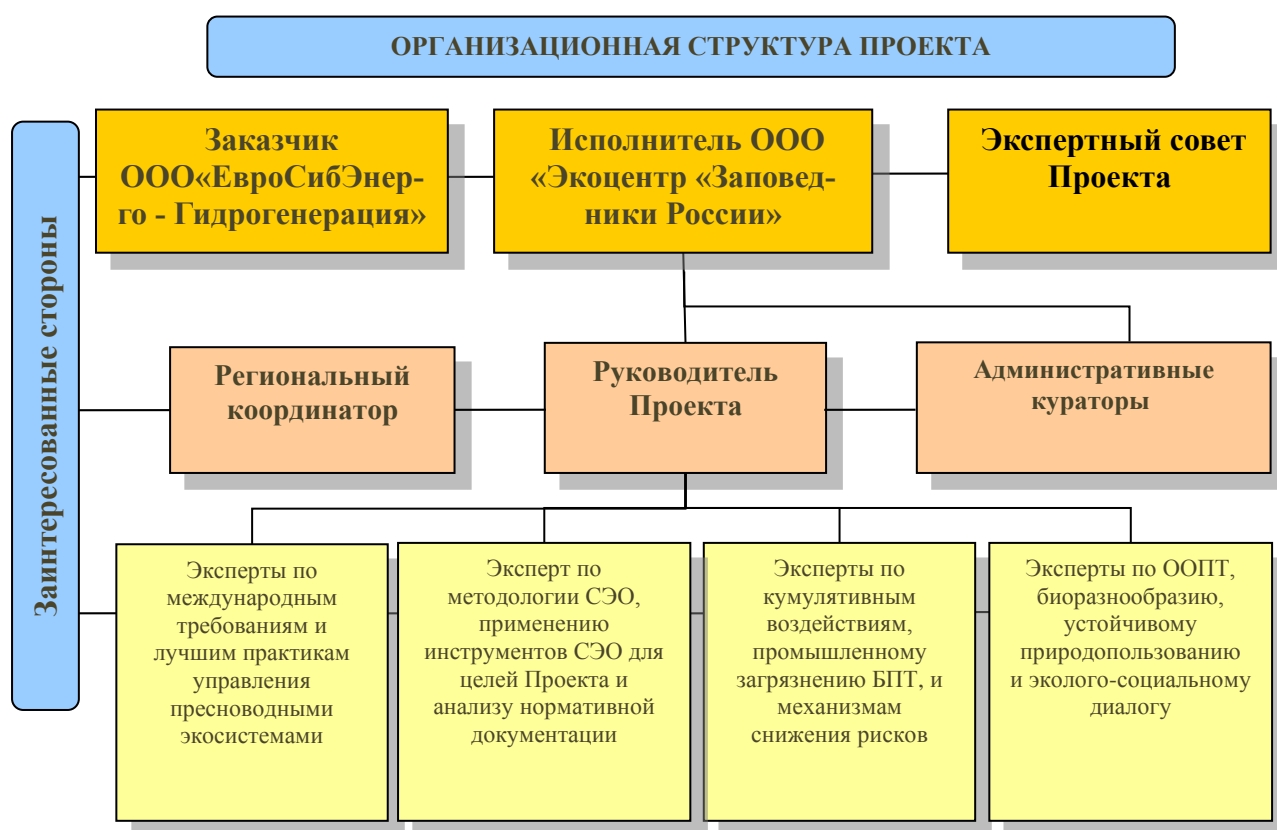 ОРГАНИЗАЦИОННАЯ СТРУКТУРА ПРОЕКТА
Заинтересованные стороны
Заказчик
ООО«ЕвроСибЭнер-
го - Гидрогенерация»
Исполнитель ООО
«Экоцентр «Заповед-
ники России»
Экспертный совет
Проекта
Региональный
координатор
Руководитель
Проекта
Административные
кураторы
Эксперты по
международным
требованиям и
лучшим практикам
управления
пресноводными
экосистемами
Эксперт по
методологии СЭО,
применению
инструментов СЭО для
целей Проекта и
анализу нормативной
документации
Эксперты по
кумулятивным
воздействиям,
промышленному
загрязнению БПТ, и
механизмам
снижения рисков
Эксперты по ООПТ,
биоразнообразию,
устойчивому
природопользованию
и эколого-социальному
диалогу